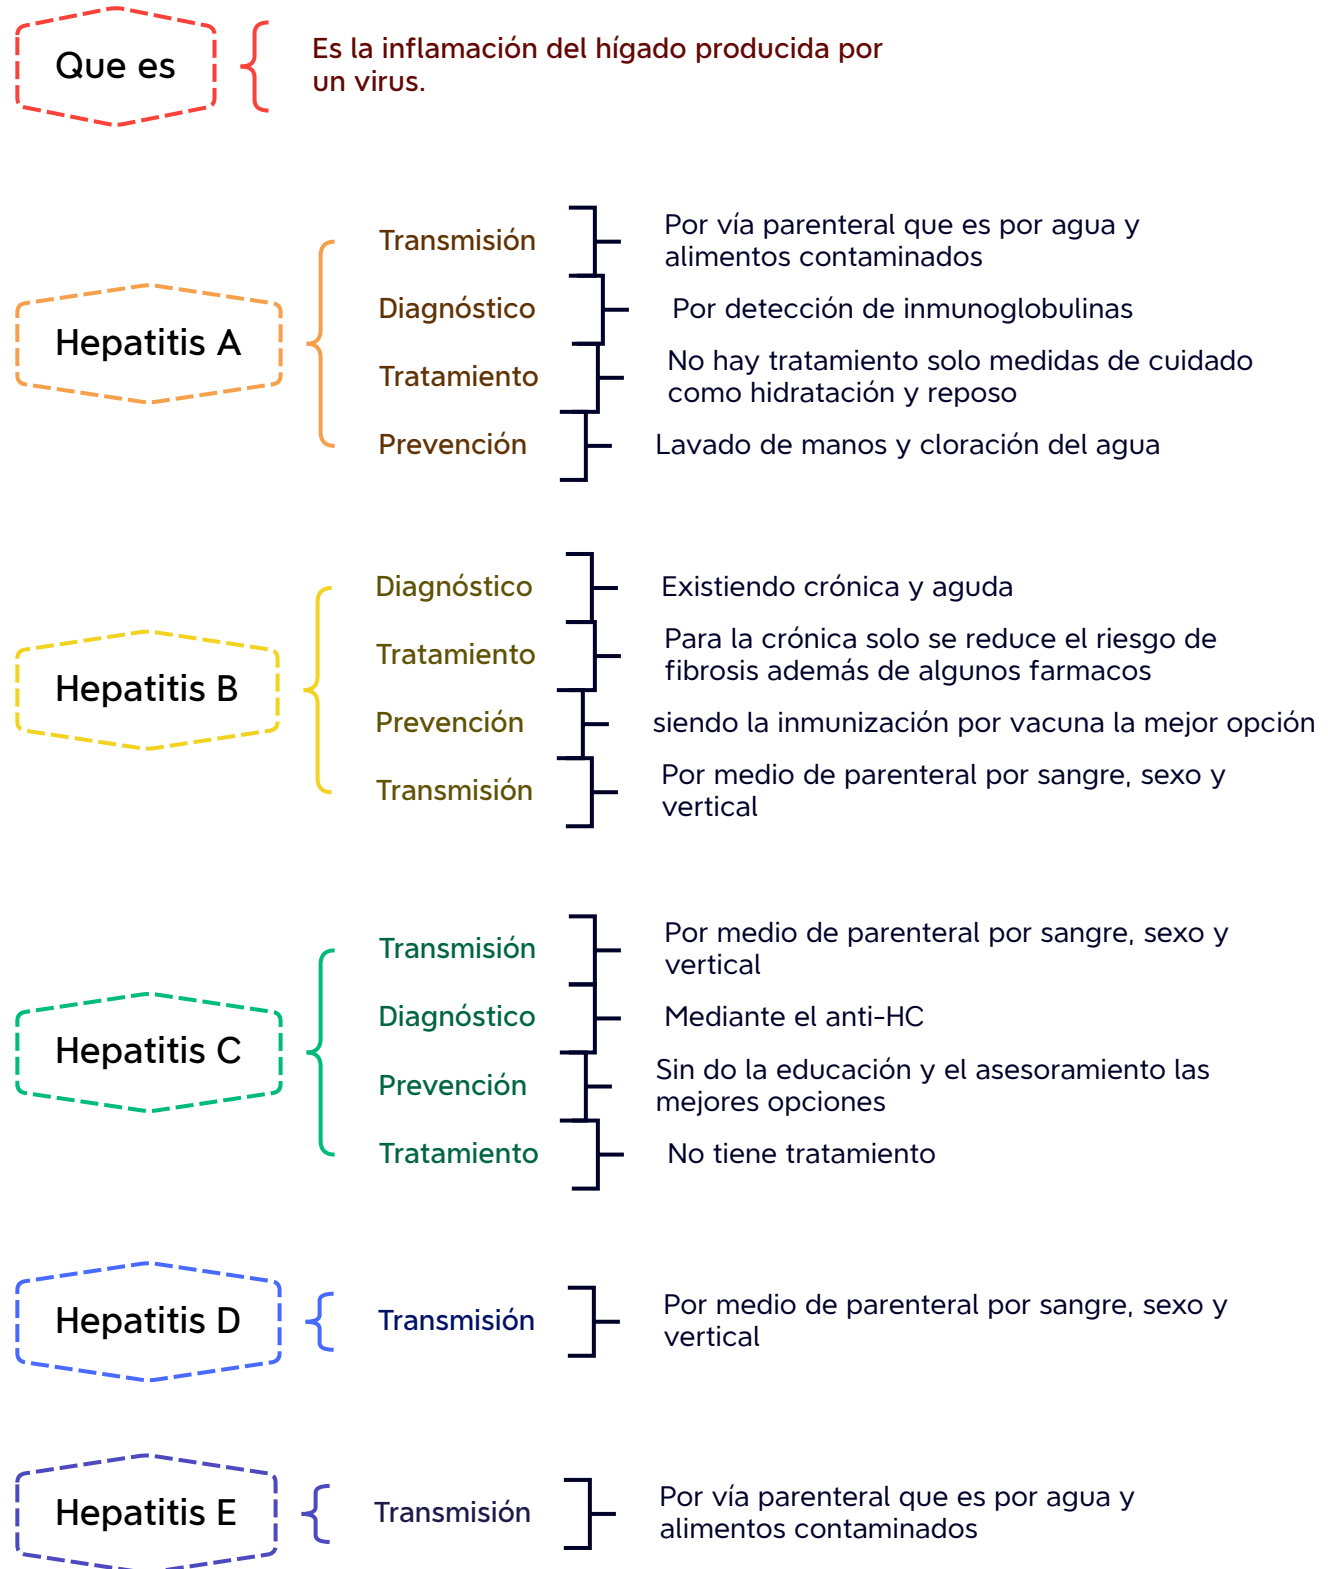 Que es
Es la inflamación del hígado producida por
un virus.
Hepatitis A
Transmisión
Por vía parenteral que es por agua y
alimentos contaminados
Diagnóstico
Por detección de inmunoglobulinas
Tratamiento
No hay tratamiento solo medidas de cuidado
como hidratación y reposo
Prevención
Lavado de manos y cloración del agua
Hepatitis B
Diagnóstico
Existiendo crónica y aguda
Tratamiento
Para la crónica solo se reduce el riesgo de
fibrosis además de algunos farmacos
Prevención
siendo la inmunización por vacuna la mejor opción
Transmisión
Por medio de parenteral por sangre, sexo y
vertical
Hepatitis C
Transmisión
Por medio de parenteral por sangre, sexo y
vertical
Diagnóstico
Mediante el anti-HC
Prevención
Sin do la educación y el asesoramiento las
mejores opciones
Tratamiento
No tiene tratamiento
Hepatitis D
Transmisión
Por medio de parenteral por sangre, sexo y
vertical
Hepatitis E
Transmisión
Por vía parenteral que es por agua y
alimentos contaminados